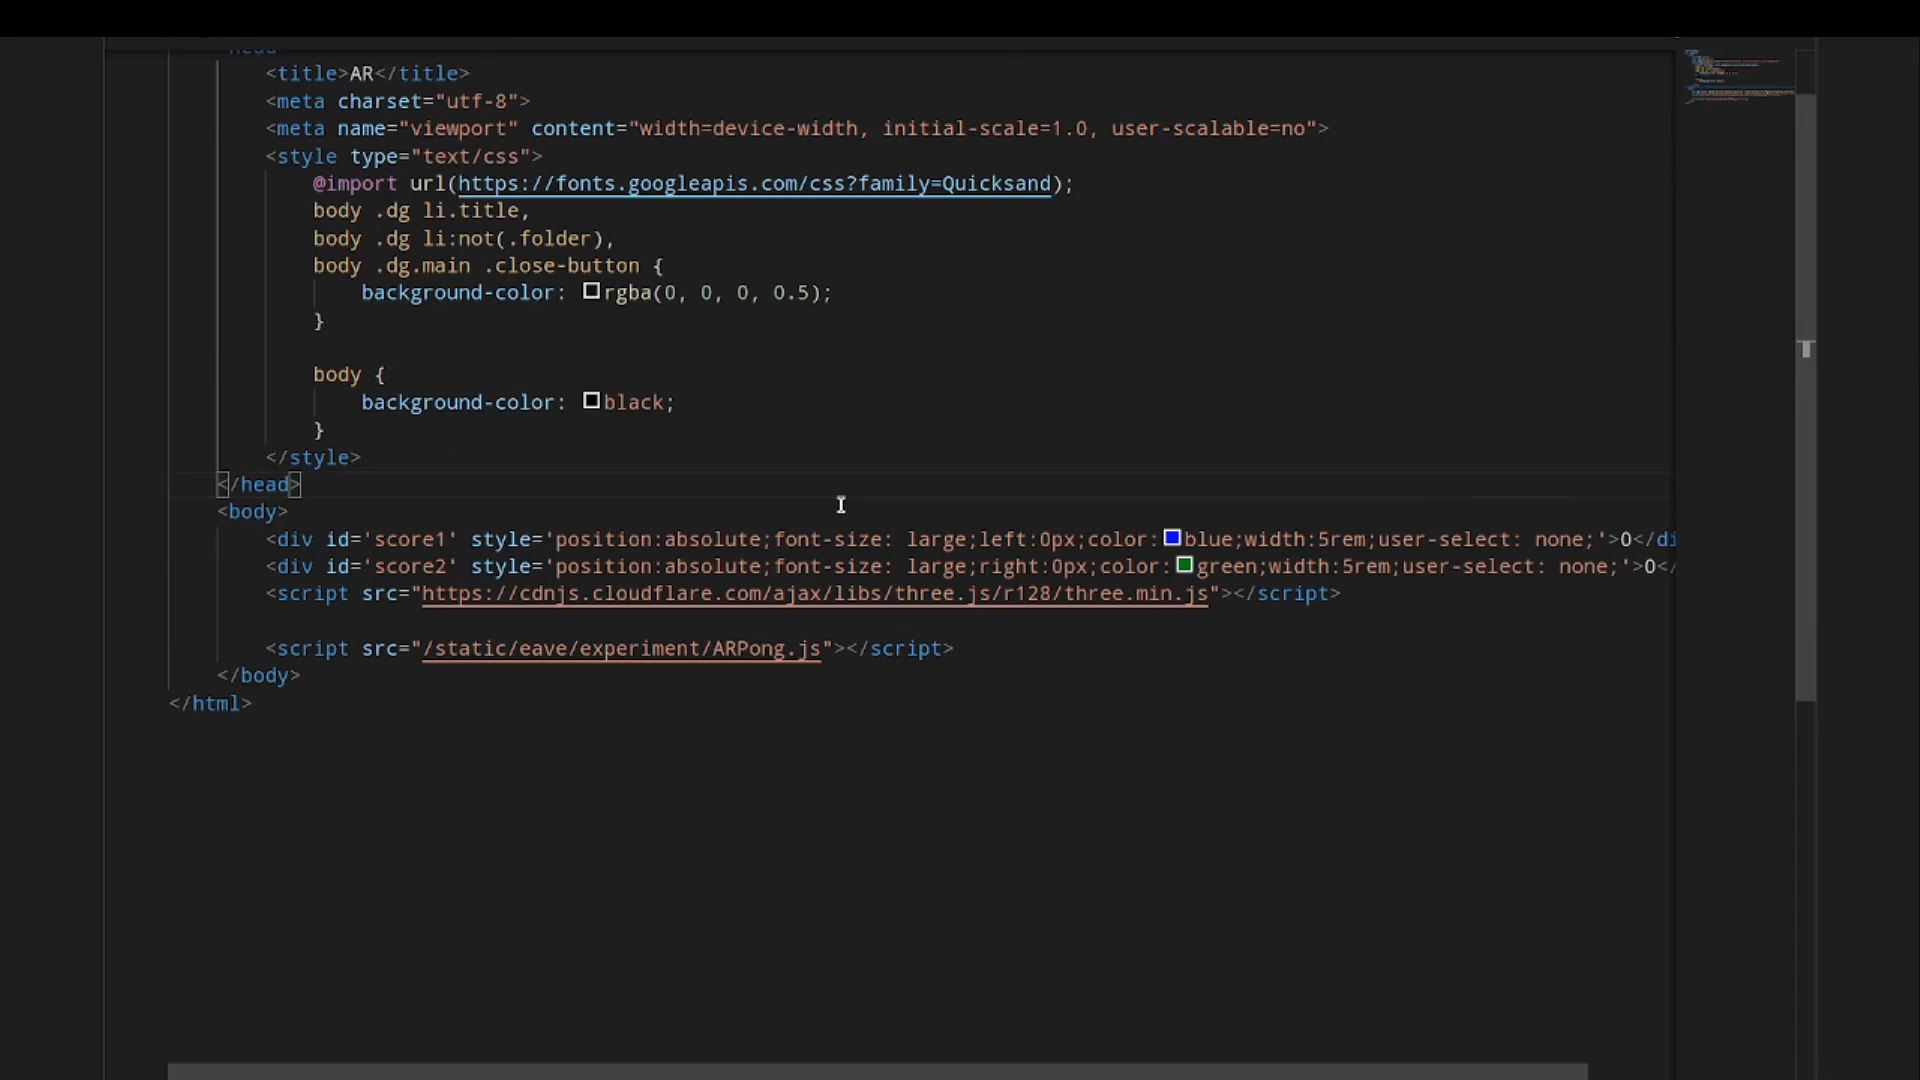 <title>AR</title>
<meta charset="utf-8">
<meta name="viewport" content="width=device-width, initial-scale=1.0, user-scalable=no">
<style type="text/css">
@import url(https://fonts.googleapis.com/css?family=Quicksand);
body .dg li.title,
body .dg li:not(.folder),
body .dg.main .close-button {
background-color: rgba(0, 0, 0, 0.5);
}
body {
background-color: black;
}
</style>
</head>
<body>
<div id='score1' style='position:absolute;font-size: large;left:0px;color:blue;width:5rem;user-select: none;'>0</di
<div id='score2' style='position:absolute;font-size: large;right:0px;color:green;width:5rem;user-select: none;'>0</
<script src="https://cdnjs.cloudflare.com/ajax/libs/three.js/r128/three.min.js"></script>
<script src="/static/eave/experiment/ARPong.js"></script>
</body>
</html>